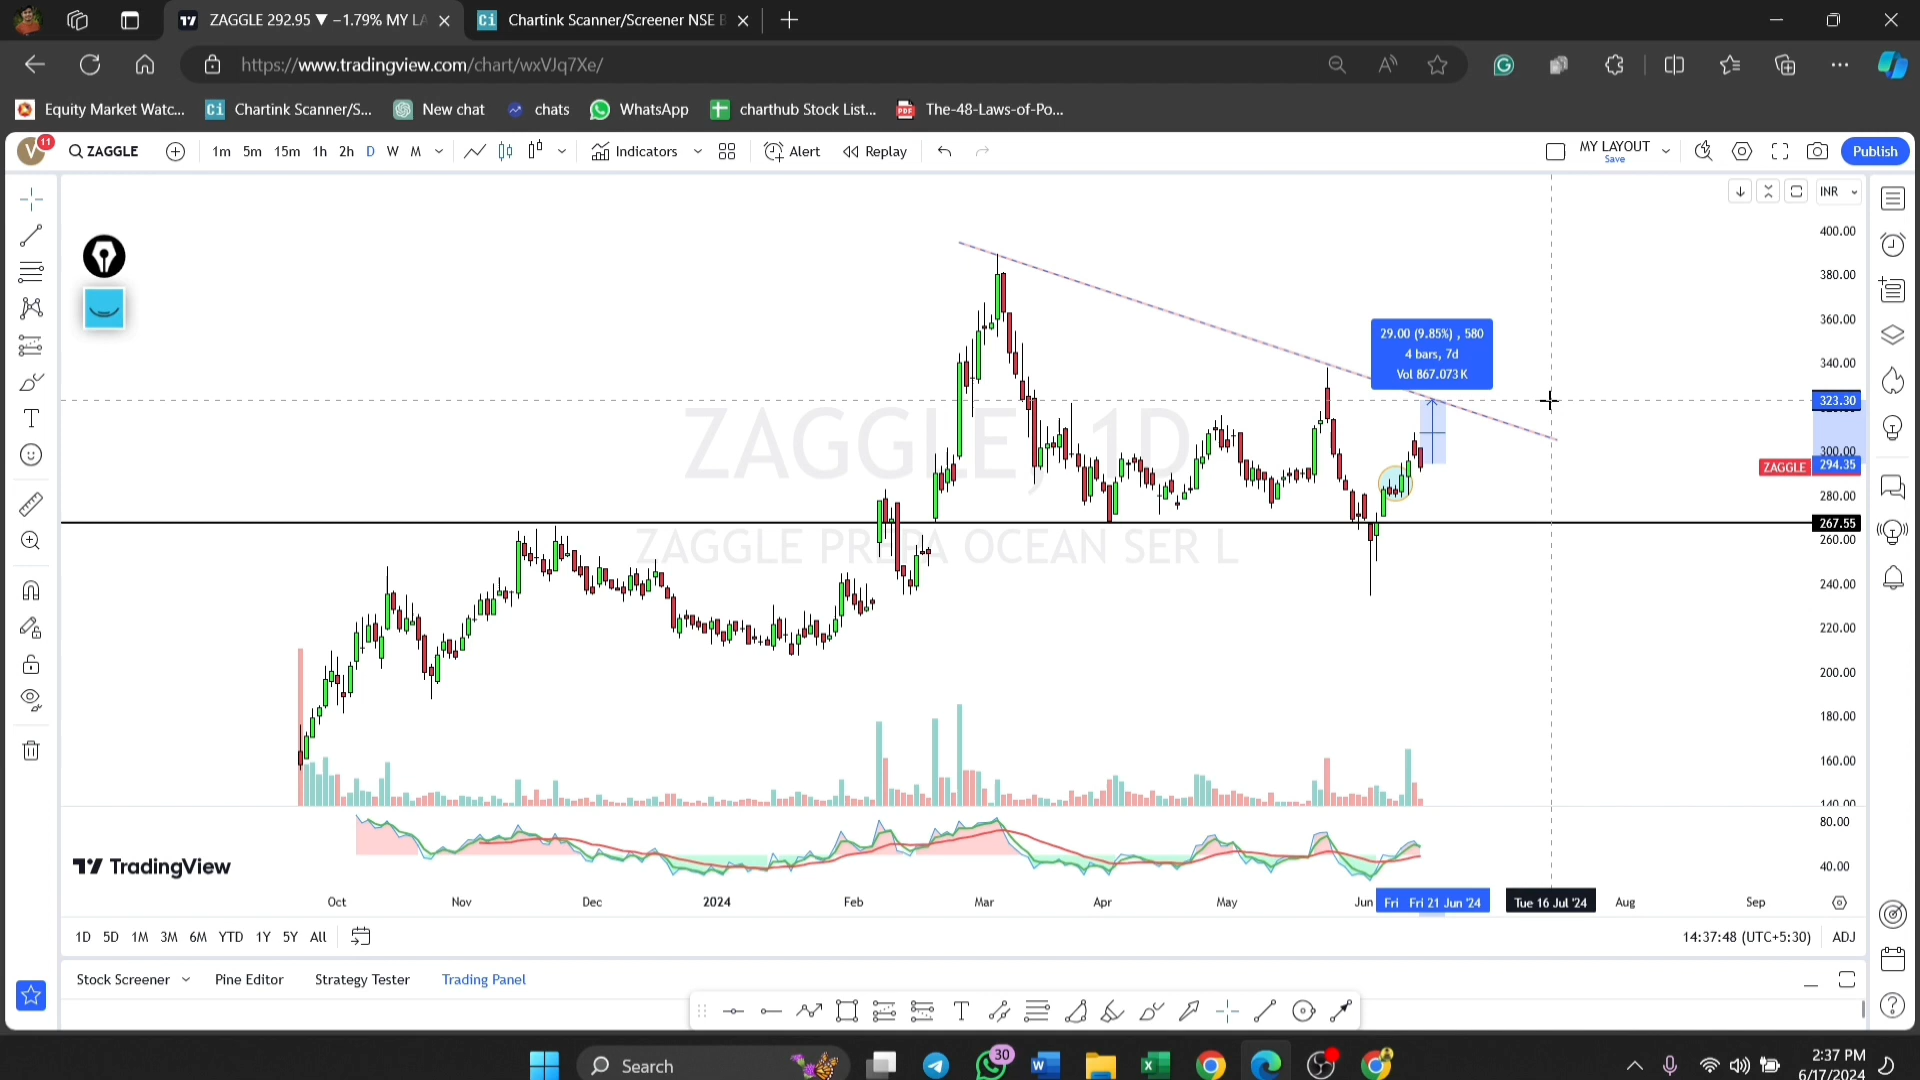 ZAGGLE 292.95 ▼ −1.79% MY LA
Chartink Scanner/Screener NSE B
https://www.tradingview.com/chart/wxVJq7Xe/
Equity Market Watc...
Chartink Scanner/S...
New chat
chats
WhatsApp
charthub Stock List...
The-48-Laws-of-Po...
V 11
ZAGGLE
1m 5m 15m 1h 2h D W M
Indicators
Alert
Replay
MY LAYOUT
Save
Publish
INR
400.00
380.00
360.00
340.00
323.30
300.00
ZAGGLE 294.35
280.00
267.55
260.00
240.00
220.00
200.00
180.00
160.00
140.00
80.00
40.00
29.00 (9.85%) , 580
4 bars, 7d
Vol 867.073 K
ZAGGLE, 1D
ZAGGLE PREPA OCEAN SER L
TradingView
Oct Nov Dec 2024 Feb Mar Apr May Jun Fri Fri 21 Jun '24 Tue 16 Jul '24 Aug Sep
1D 5D 1M 3M 6M YTD 1Y 5Y All
14:37:48 (UTC+5:30) ADJ
Stock Screener
Pine Editor
Strategy Tester
Trading Panel
Search
30
2:37 PM
6/17/2024